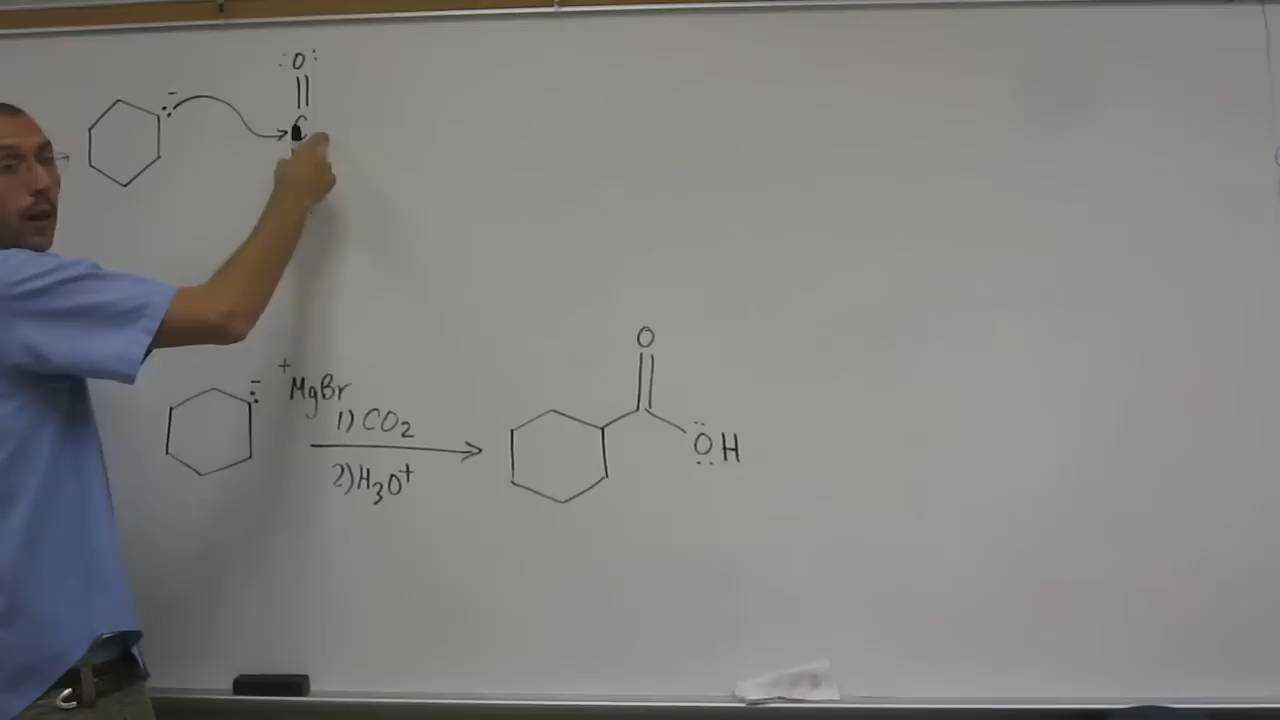 :O:
C
+MgBr
1) CO2
2) H3O+
O
OH